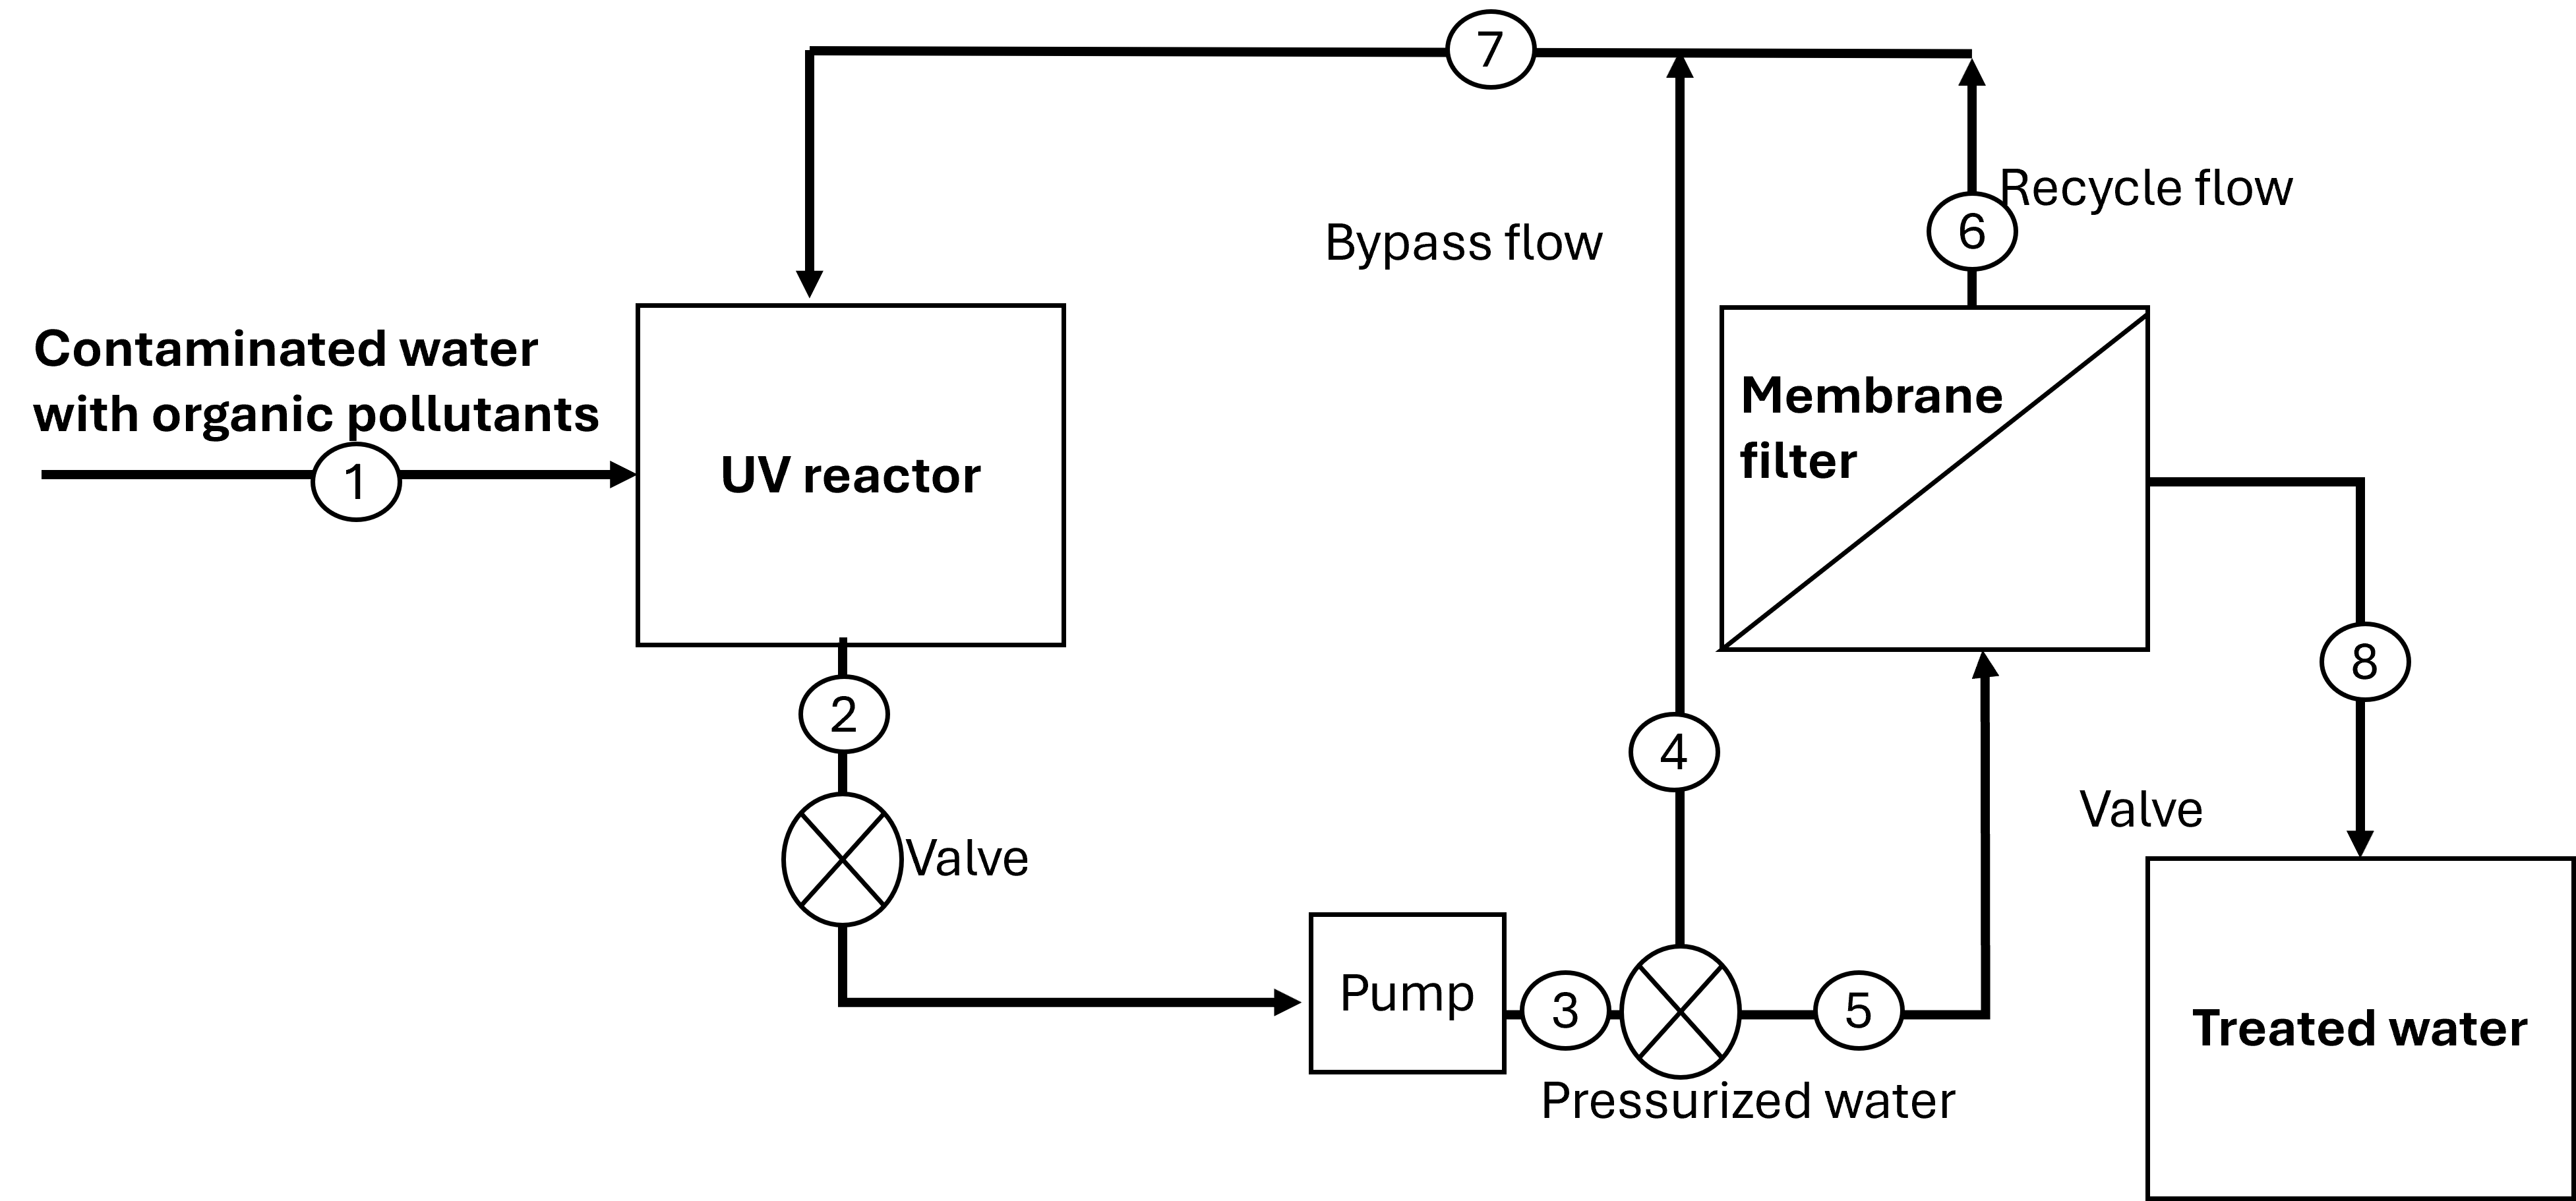 7
Recycle flow
6
Bypass flow
Contaminated water
with organic pollutants
1
UV reactor
Membrane
filter
8
2
4
Valve
Valve
Pump
3
5
Pressurized water
Treated water